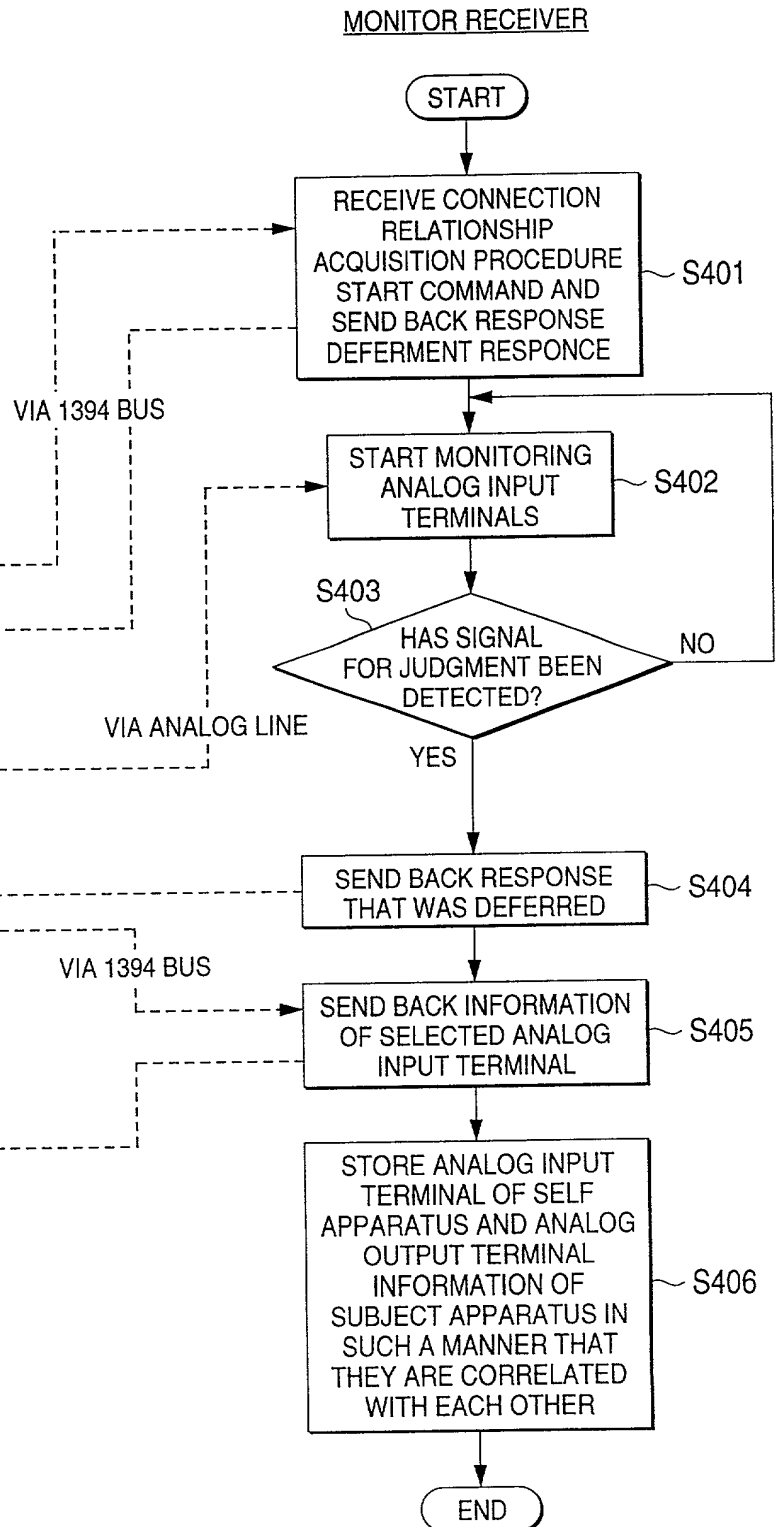 MONITOR RECEIVER
START
RECEIVE CONNECTION
RELATIONSHIP
ACQUISITION PROCEDURE
START COMMAND AND
SEND BACK RESPONSE
DEFERMENT RESPONCE
S401
VIA 1394 BUS
START MONITORING
ANALOG INPUT
TERMINALS
S402
S403
HAS SIGNAL
FOR JUDGMENT BEEN
DETECTED?
NO
VIA ANALOG LINE
YES
SEND BACK RESPONSE
THAT WAS DEFERRED
S404
VIA 1394 BUS
SEND BACK INFORMATION
OF SELECTED ANALOG
INPUT TERMINAL
S405
STORE ANALOG INPUT
TERMINAL OF SELF
APPARATUS AND ANALOG
OUTPUT TERMINAL
INFORMATION OF
SUBJECT APPARATUS IN
SUCH A MANNER THAT
THEY ARE CORRELATED
WITH EACH OTHER
S406
END